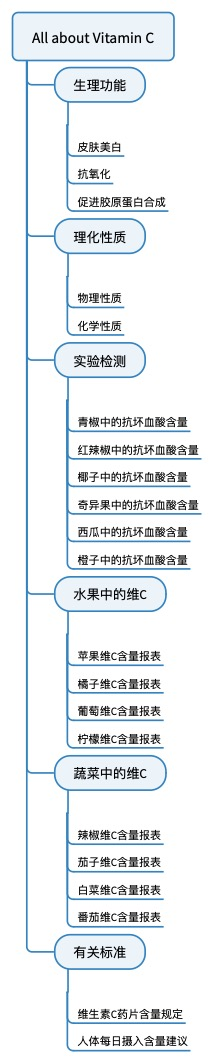 All about Vitamin C
生理功能
皮肤美白
抗氧化
促进胶原蛋白合成
理化性质
物理性质
化学性质
实验检测
青椒中的抗坏血酸含量
红辣椒中的抗坏血酸含量
椰子中的抗坏血酸含量
奇异果中的抗坏血酸含量
西瓜中的抗坏血酸含量
橙子中的抗坏血酸含量
水果中的维C
苹果维C含量报表
橘子维C含量报表
葡萄维C含量报表
柠檬维C含量报表
蔬菜中的维C
辣椒维C含量报表
茄子维C含量报表
白菜维C含量报表
番茄维C含量报表
有关标准
维生素C药片含量规定
人体每日摄入含量建议